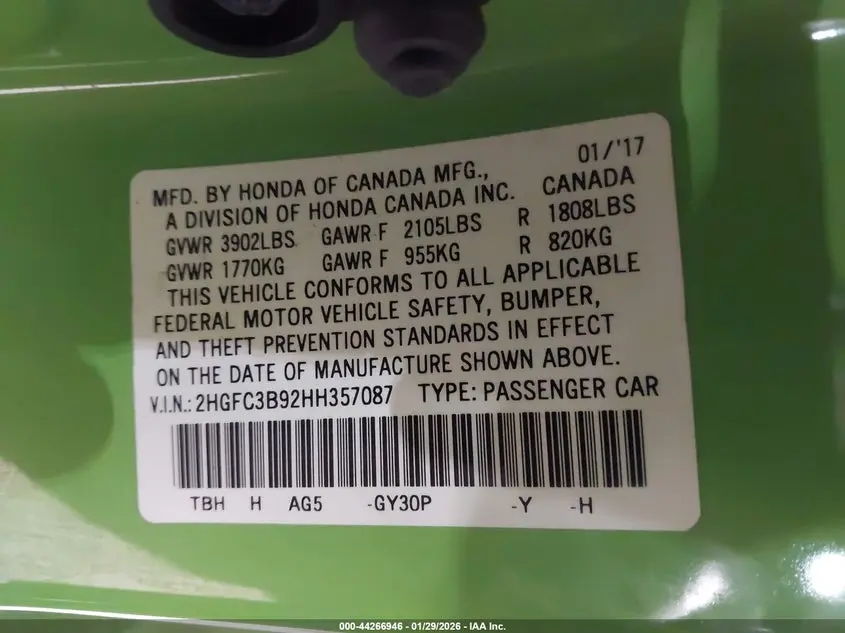 01/'17
MFD. BY HONDA OF CANADA MFG.,
A DIVISION OF HONDA CANADA INC. CANADA
GVWR 3902LBS GAWR F 2105LBS R 1808LBS
GVWR 1770KG GAWR F 955KG R 820KG
THIS VEHICLE CONFORMS TO ALL APPLICABLE
FEDERAL MOTOR VEHICLE SAFETY, BUMPER,
AND THEFT PREVENTION STANDARDS IN EFFECT
ON THE DATE OF MANUFACTURE SHOWN ABOVE.
V.I.N.: 2HGFC3B92HH357087 TYPE: PASSENGER CAR
TBH H AG5 -GY30P -Y -H
000-44266946 - 01/29/2026 - IAA Inc.